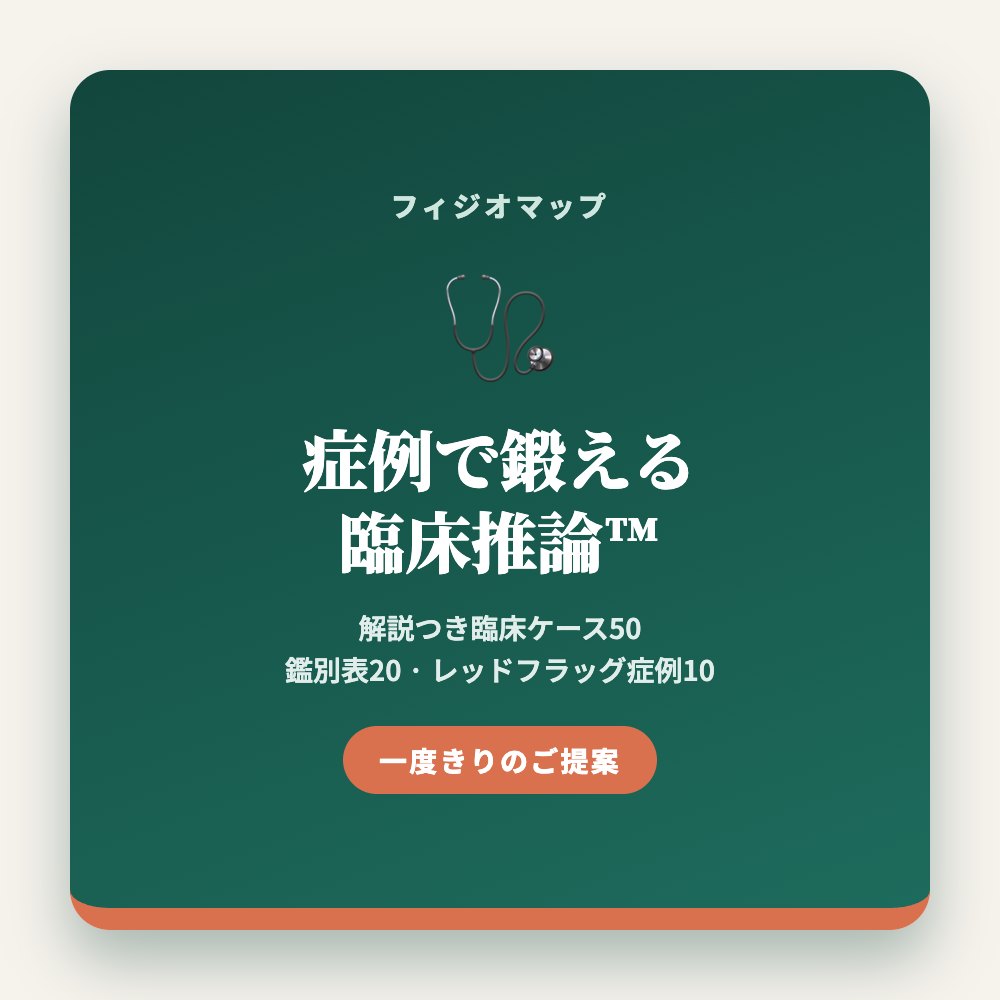 フィジオマップ
症例で鍛える
臨床推論™
解説つき臨床ケース50
鑑別表20 · レッドフラッグ症例10
一度きりのご提案